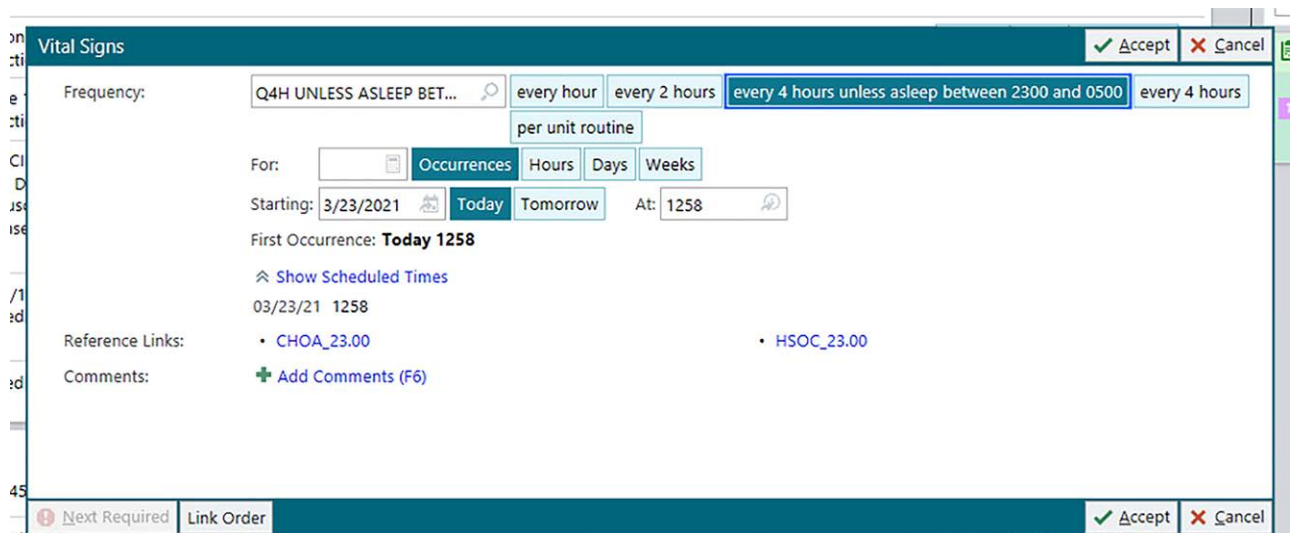 Vital Signs
Accept
Cancel
Frequency:
Q4H UNLESS ASLEEP BET...
every hour
every 2 hours
every 4 hours unless asleep between 2300 and 0500
every 4 hours
per unit routine
For:
Occurrences
Hours
Days
Weeks
Starting:
3/23/2021
Today
Tomorrow
At:
1258
First Occurrence: Today 1258
Show Scheduled Times
03/23/21 1258
Reference Links:
• CHOA_23.00
• HSOC_23.00
Comments:
Add Comments (F6)
Next Required
Link Order
Accept
Cancel